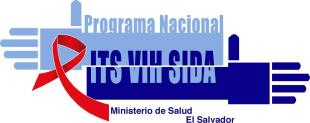 Programa Nacional
ITS VIH SIDA
Ministerio de Salud
El Salvador